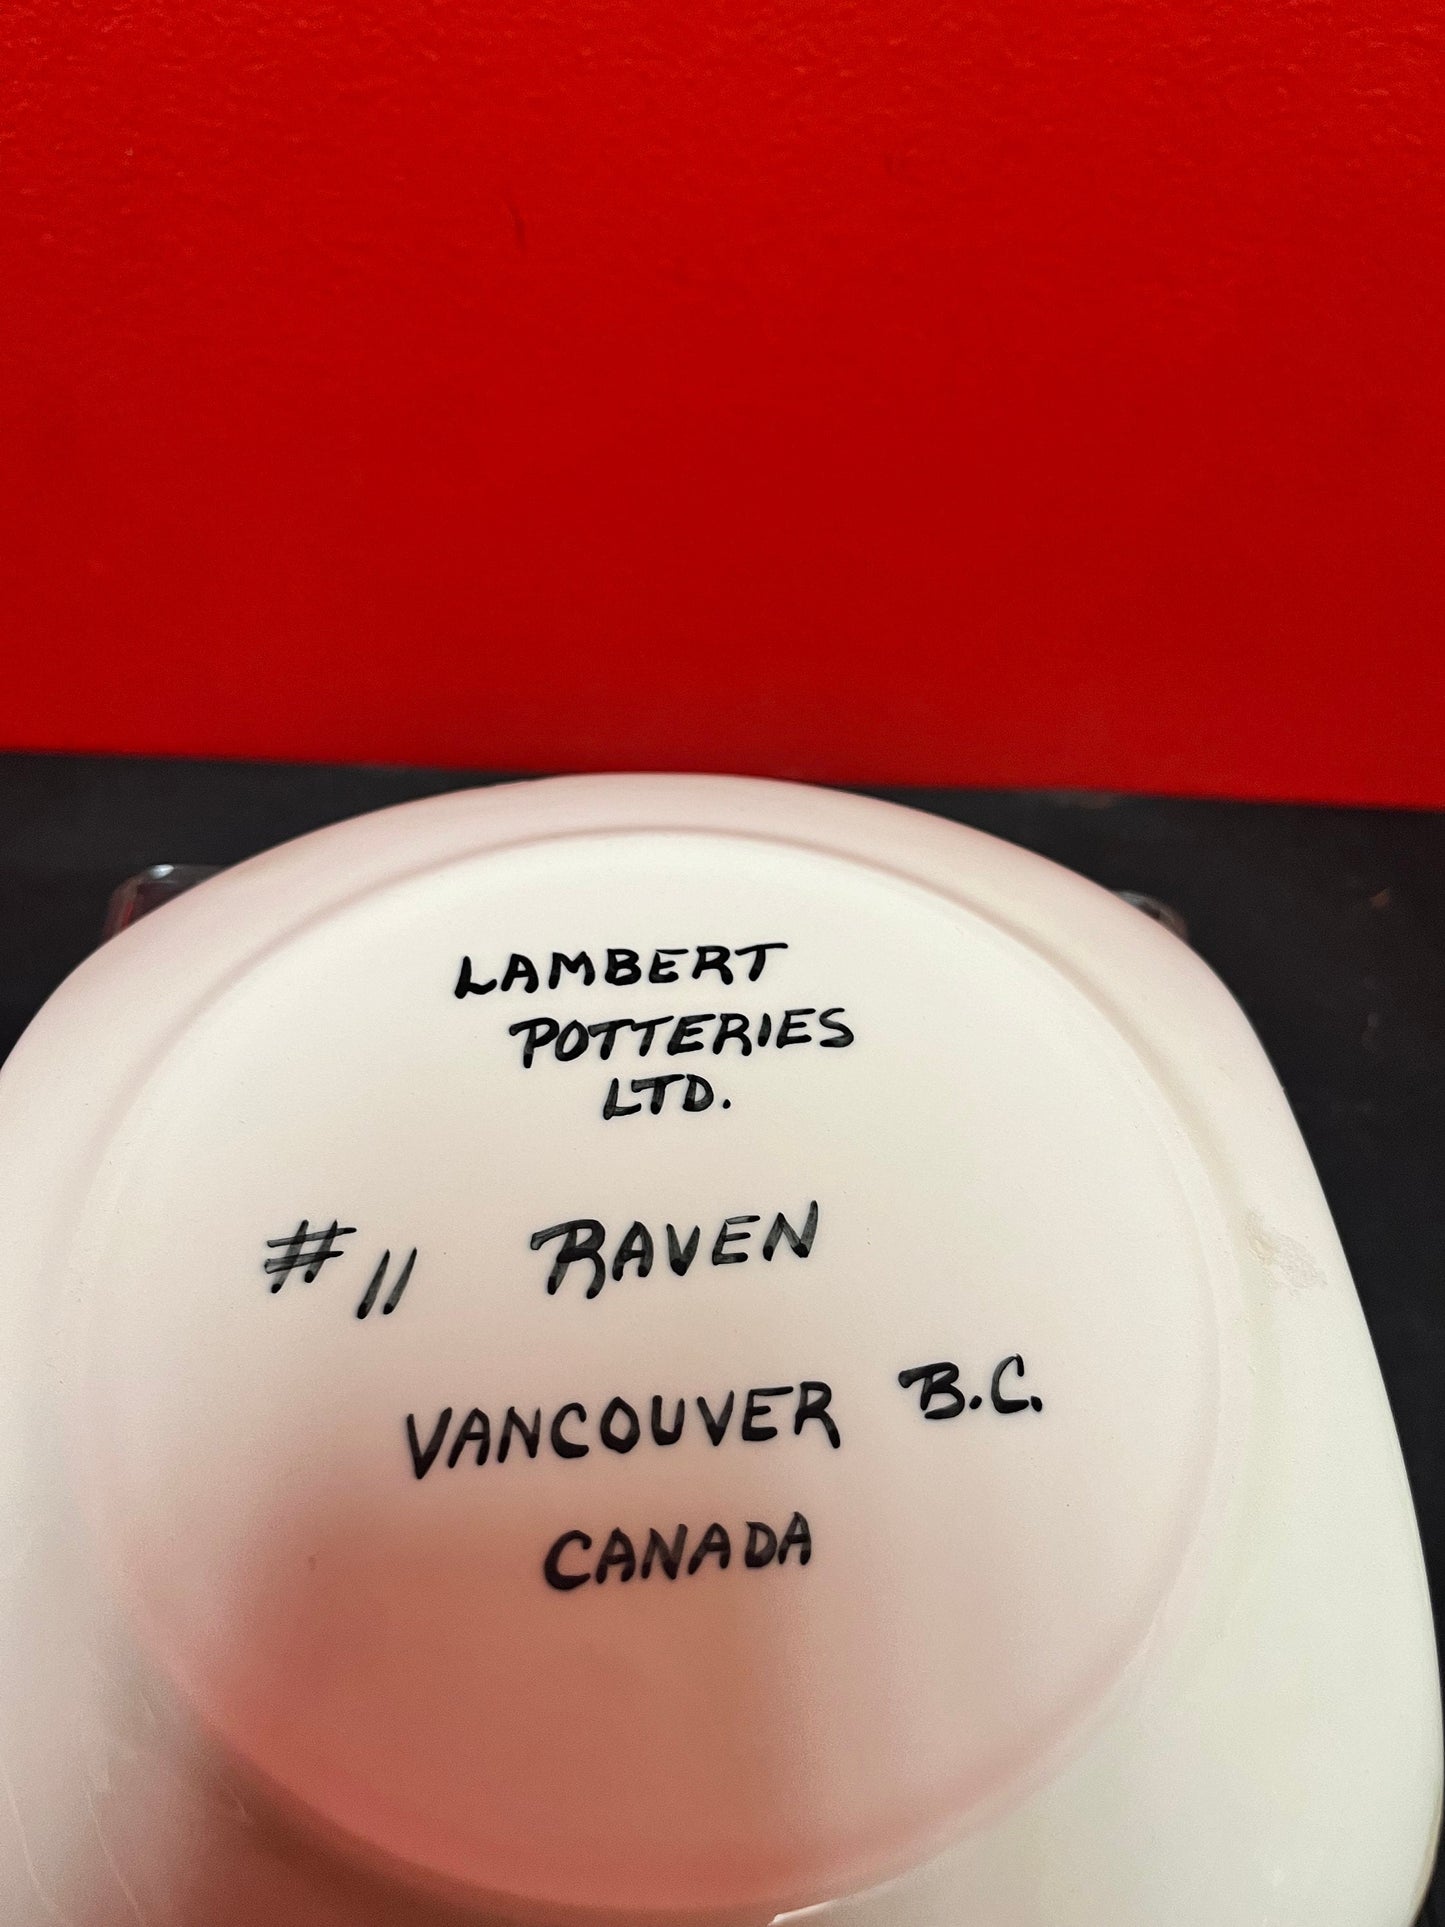 LAMBERT
POTTERIES
LTD.
#11 RAVEN
VANCOUVER B.C.
CANADA